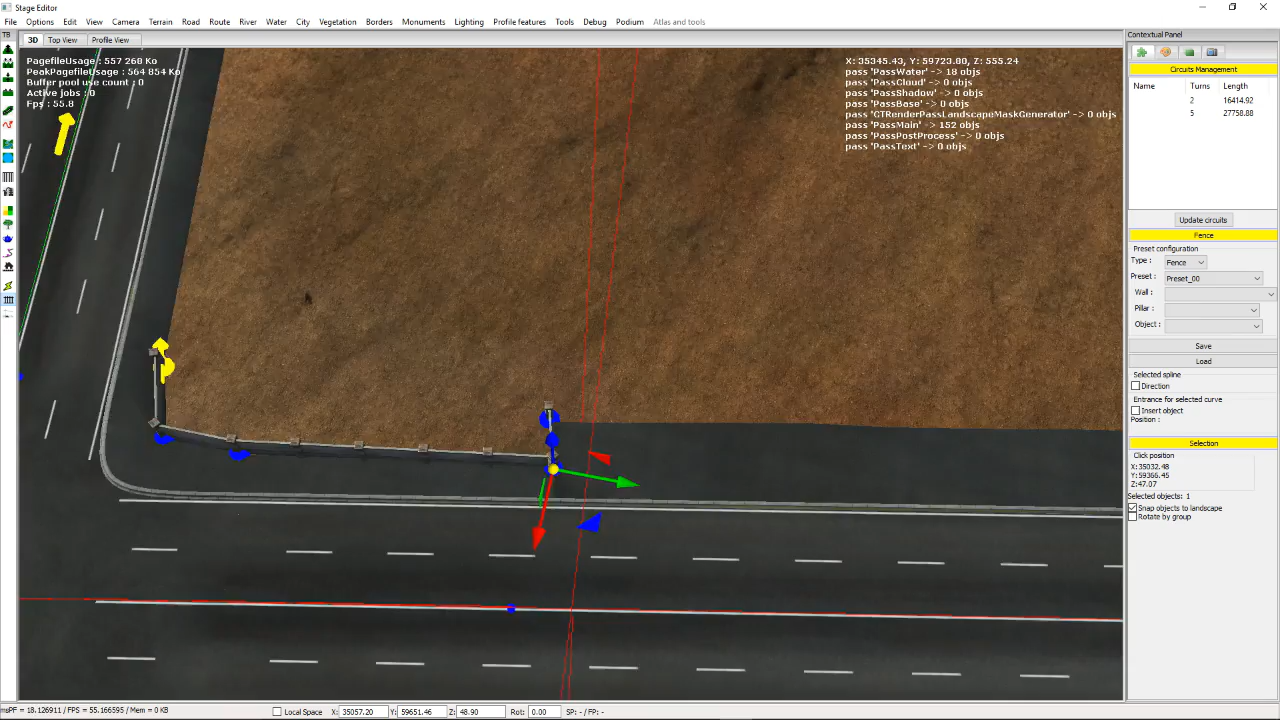 Stage Editor
File Options Edit View Camera Terrain Road Route River Water City Vegetation Borders Monuments Lighting Profile features Tools Debug Podium Atlas and tools
TB
3D Top View Profile View
PagefileUsage : 557 260 Ko
PeakPagefileUsage : 564 854 Ko
Buffer pool use count : 0
Active Jobs :0
Fps : 55.8
X: 35345.43, Y: 59723.00, Z: 555.24
pass 'PassWater' -> 18 objs
pass 'PassCloud' -> 0 objs
pass 'PassShadow' -> 0 objs
pass 'PassBase' -> 0 objs
pass 'CTRenderPassLandscapeMaskGenerator' -> 0 objs
pass 'PassMain' -> 152 objs
pass 'PassPostProcess' -> 0 objs
pass 'PassText' -> 0 objs
Contextual Panel
Circuits Management
Name Turns Length
2 16414.92
5 27758.88
Update circuits
Fence
Preset configuration
Type : Fence
Preset : Preset_00
Wall :
Pillar :
Object :
Save
Load
Selected spline
Direction
Entrance for selected curve
Insert object
Position :
Selection
Click position
X:35032.48
Y:59366.45
Z:47.07
Selected objects: 1
Snap objects to landscape
Rotate by group
msPF = 18.126911 / FPS = 55.166595 / Mem = 0 KB
Local Space X: 35057.20 Y: 59651.46 Z: 48.90 Rot: 0.00 SP: - / FP: -